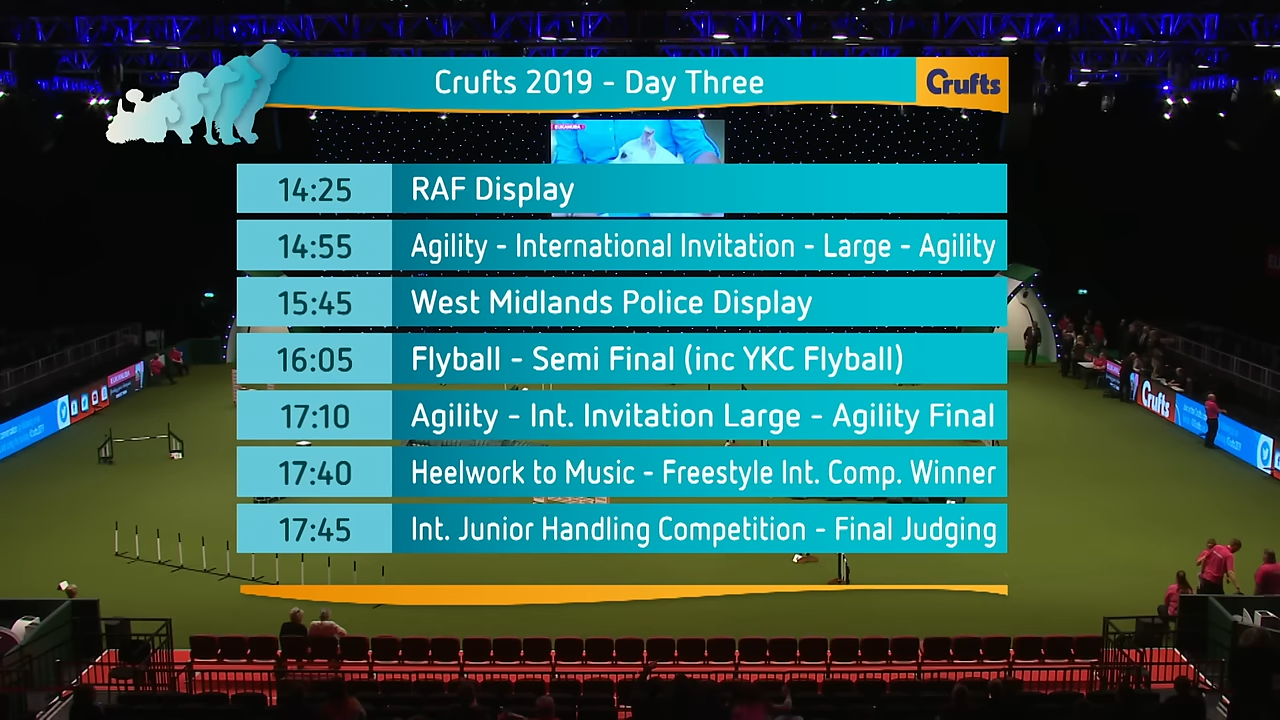 Crufts 2019 - Day Three
Crufts
EUKANUBA
14:25 RAF Display
14:55 Agility - International Invitation - Large - Agility
15:45 West Midlands Police Display
16:05 Flyball - Semi Final (inc YKC Flyball)
17:10 Agility - Int. Invitation Large - Agility Final
17:40 Heelwork to Music - Freestyle Int. Comp. Winner
17:45 Int. Junior Handling Competition - Final Judging
Crufts